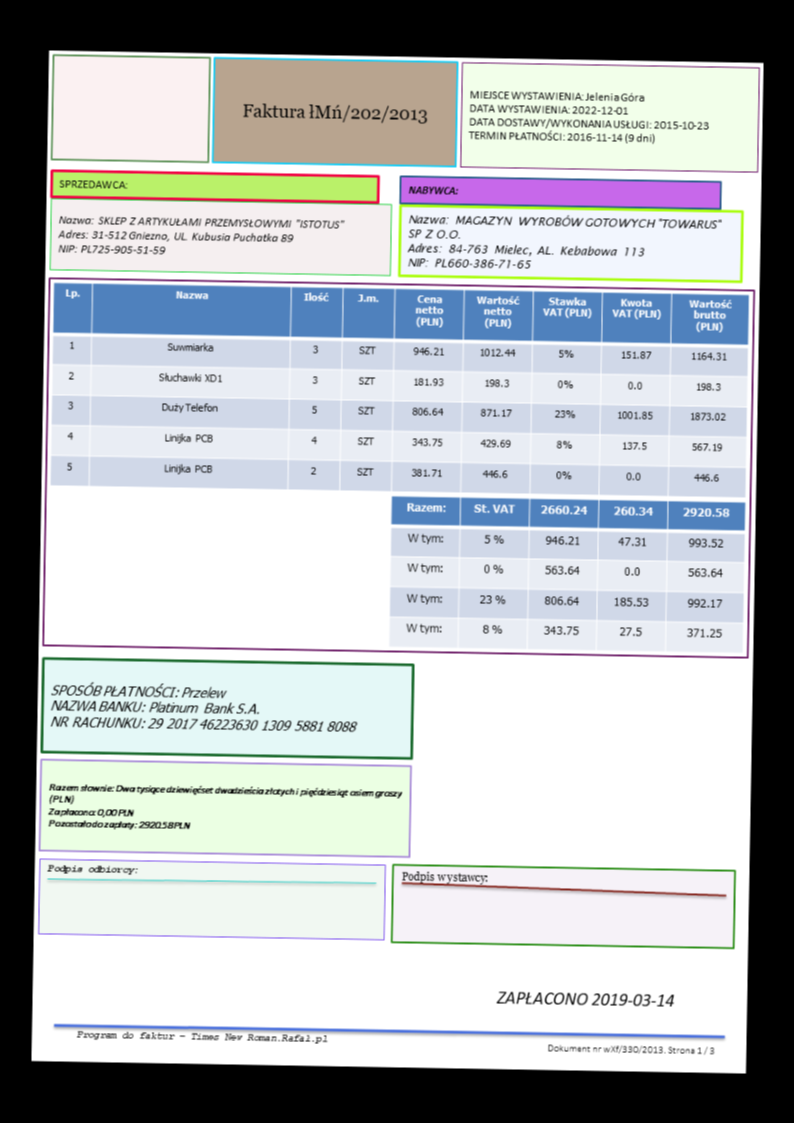 Faktura łMń/202/2013
MIEJSCE WYSTAWIENIA: Jelenia Góra
DATA WYSTAWIENIA: 2022-12-01
DATA DOSTAWY/WYKONANIA USŁUGI: 2015-10-23
TERMIN PŁATNOŚCI: 2016-11-14 (9 dni)
SPRZEDAWCA:
Nazwa: SKLEP Z ARTYKUŁAMI PRZEMYSŁOWYMI "ISTOTUS"
Adres: 31-512 Gniezno, UL. Kubusia Puchatka 89
NIP: PL725-905-51-59
NABYWCA:
Nazwa: MAGAZYN WYROBÓW GOTOWYCH "TOWARUS"
SP Z O.O.
Adres: 84-763 Mielec, AL. Kebabowa 113
NIP: PL660-386-71-65
Lp. Nazwa Ilość J.m. Cena netto (PLN) Wartość netto (PLN) Stawka VAT (PLN) Kwota VAT (PLN) Wartość brutto (PLN)
1 Suwmiarka 3 SZT 946.21 1012.44 5% 151.87 1164.31
2 Słuchawki XD1 3 SZT 181.93 198.3 0% 0.0 198.3
3 Duży Telefon 5 SZT 806.64 871.17 23% 1001.85 1873.02
4 Linijka PCB 4 SZT 343.75 429.69 8% 137.5 567.19
5 Linijka PCB 2 SZT 381.71 446.6 0% 0.0 446.6
Razem: St. VAT 2660.24 260.34 2920.58
W tym: 5 % 946.21 47.31 993.52
W tym: 0 % 563.64 0.0 563.64
W tym: 23 % 806.64 185.53 992.17
W tym: 8 % 343.75 27.5 371.25
SPOSÓB PŁATNOŚCI: Przelew
NAZWA BANKU: Platinum Bank S.A.
NR RACHUNKU: 29 2017 46223630 1309 5881 8088
Razem słownie: Dwa tysiące dziewięćset dwadzieścia złotych i pięćdziesiąt osiem groszy
(PLN)
Zapłacono: 0,00 PLN
Pozostało do zapłaty: 2920.58 PLN
Podpis odbiorcy:
Podpis wystawcy:
ZAPŁACONO 2019-03-14
Program do faktur – Times New Roman.Rafał.pl
Dokument nr wXf/330/2013. Strona 1 / 3